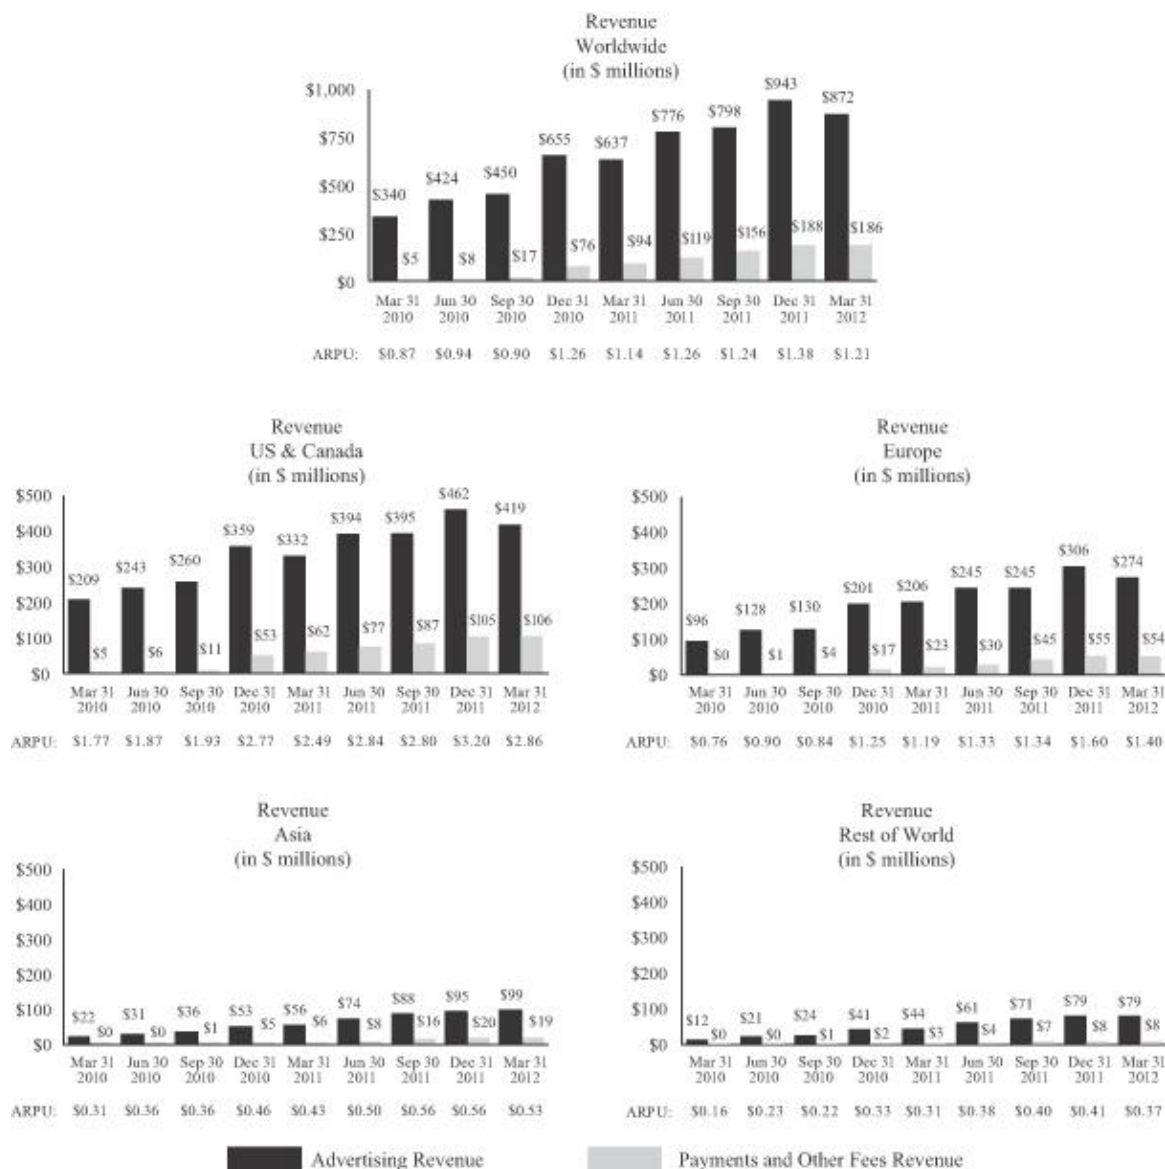 Revenue
Worldwide
(in $ millions)
$1,000
$750
$500
$250
$0
$340 $424 $450 $655 $637 $776 $798 $943 $872
$5 $8 $17 $76 $94 $119 $156 $188 $186
Mar 31 Jun 30 Sep 30 Dec 31 Mar 31 Jun 30 Sep 30 Dec 31 Mar 31
2010 2010 2010 2010 2011 2011 2011 2011 2012
ARPU: $0.87 $0.94 $0.90 $1.26 $1.14 $1.26 $1.24 $1.38 $1.21
Revenue
US & Canada
(in $ millions)
$500
$400
$300
$200
$100
$0
$209 $243 $260 $359 $332 $394 $395 $462 $419
$5 $6 $11 $53 $62 $77 $87 $105 $106
Mar 31 Jun 30 Sep 30 Dec 31 Mar 31 Jun 30 Sep 30 Dec 31 Mar 31
2010 2010 2010 2010 2011 2011 2011 2011 2012
ARPU: $1.77 $1.87 $1.93 $2.77 $2.49 $2.84 $2.80 $3.20 $2.86
Revenue
Europe
(in $ millions)
$500
$400
$300
$200
$100
$0
$96 $128 $130 $201 $206 $245 $245 $306 $274
$0 $1 $4 $17 $23 $30 $45 $55 $54
Mar 31 Jun 30 Sep 30 Dec 31 Mar 31 Jun 30 Sep 30 Dec 31 Mar 31
2010 2010 2010 2010 2011 2011 2011 2011 2012
ARPU: $0.76 $0.90 $0.84 $1.25 $1.19 $1.33 $1.34 $1.60 $1.40
Revenue
Asia
(in $ millions)
$500
$400
$300
$200
$100
$0
$22 $31 $36 $53 $56 $74 $88 $95 $99
$0 $0 $1 $5 $6 $8 $16 $20 $19
Mar 31 Jun 30 Sep 30 Dec 31 Mar 31 Jun 30 Sep 30 Dec 31 Mar 31
2010 2010 2010 2010 2011 2011 2011 2011 2012
ARPU: $0.31 $0.36 $0.36 $0.46 $0.43 $0.50 $0.56 $0.56 $0.53
Revenue
Rest of World
(in $ millions)
$500
$400
$300
$200
$100
$0
$12 $21 $24 $41 $44 $61 $71 $79 $79
$0 $0 $1 $2 $3 $4 $7 $8 $8
Mar 31 Jun 30 Sep 30 Dec 31 Mar 31 Jun 30 Sep 30 Dec 31 Mar 31
2010 2010 2010 2010 2011 2011 2011 2011 2012
ARPU: $0.16 $0.23 $0.22 $0.33 $0.31 $0.38 $0.40 $0.41 $0.37
Advertising Revenue
Payments and Other Fees Revenue